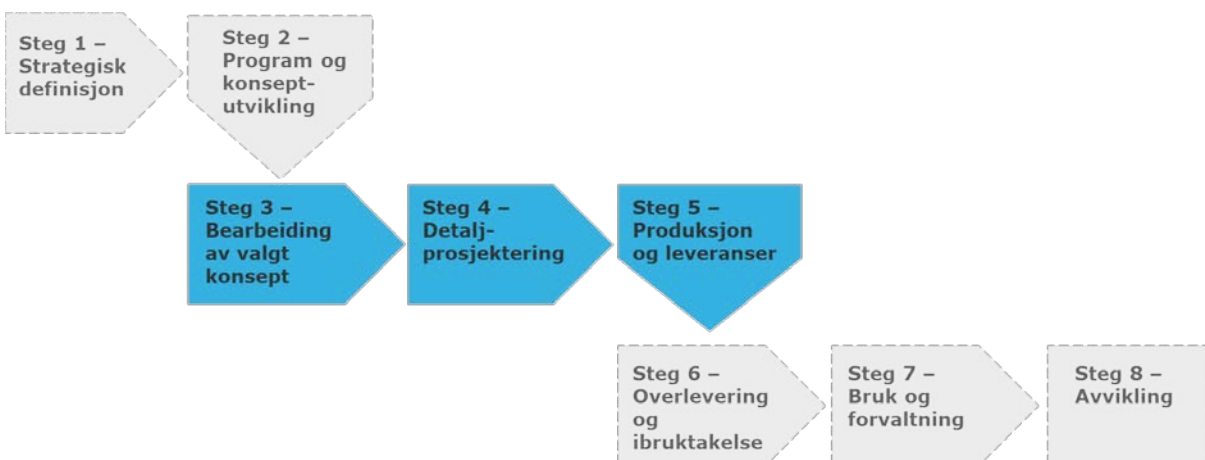 Steg 1 –
Strategisk
definisjon
Steg 2 –
Program og
konsept-
utvikling
Steg 3 –
Bearbeiding
av valgt
konsept
Steg 4 –
Detalj-
prosjektering
Steg 5 –
Produksjon
og leveranser
Steg 6 –
Overlevering
og
ibruktakelse
Steg 7 –
Bruk og
forvaltning
Steg 8 –
Avvikling